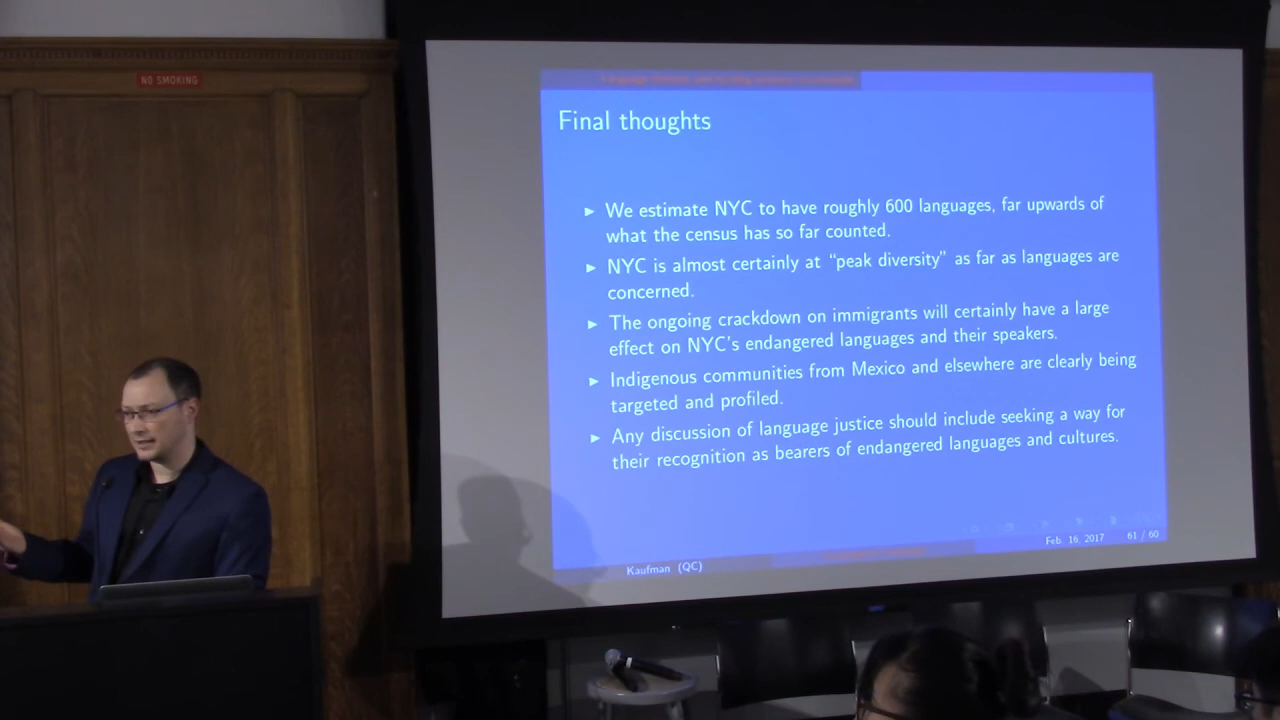 NO SMOKING
Final thoughts
► We estimate NYC to have roughly 600 languages, far upwards of
what the census has so far counted.
► NYC is almost certainly at “peak diversity” as far as languages are
concerned.
► The ongoing crackdown on immigrants will certainly have a large
effect on NYC's endangered languages and their speakers.
► Indigenous communities from Mexico and elsewhere are clearly being
targeted and profiled.
► Any discussion of language justice should include seeking a way for
their recognition as bearers of endangered languages and cultures.
Kaufman (QC)
Feb. 16, 2017
61 / 60